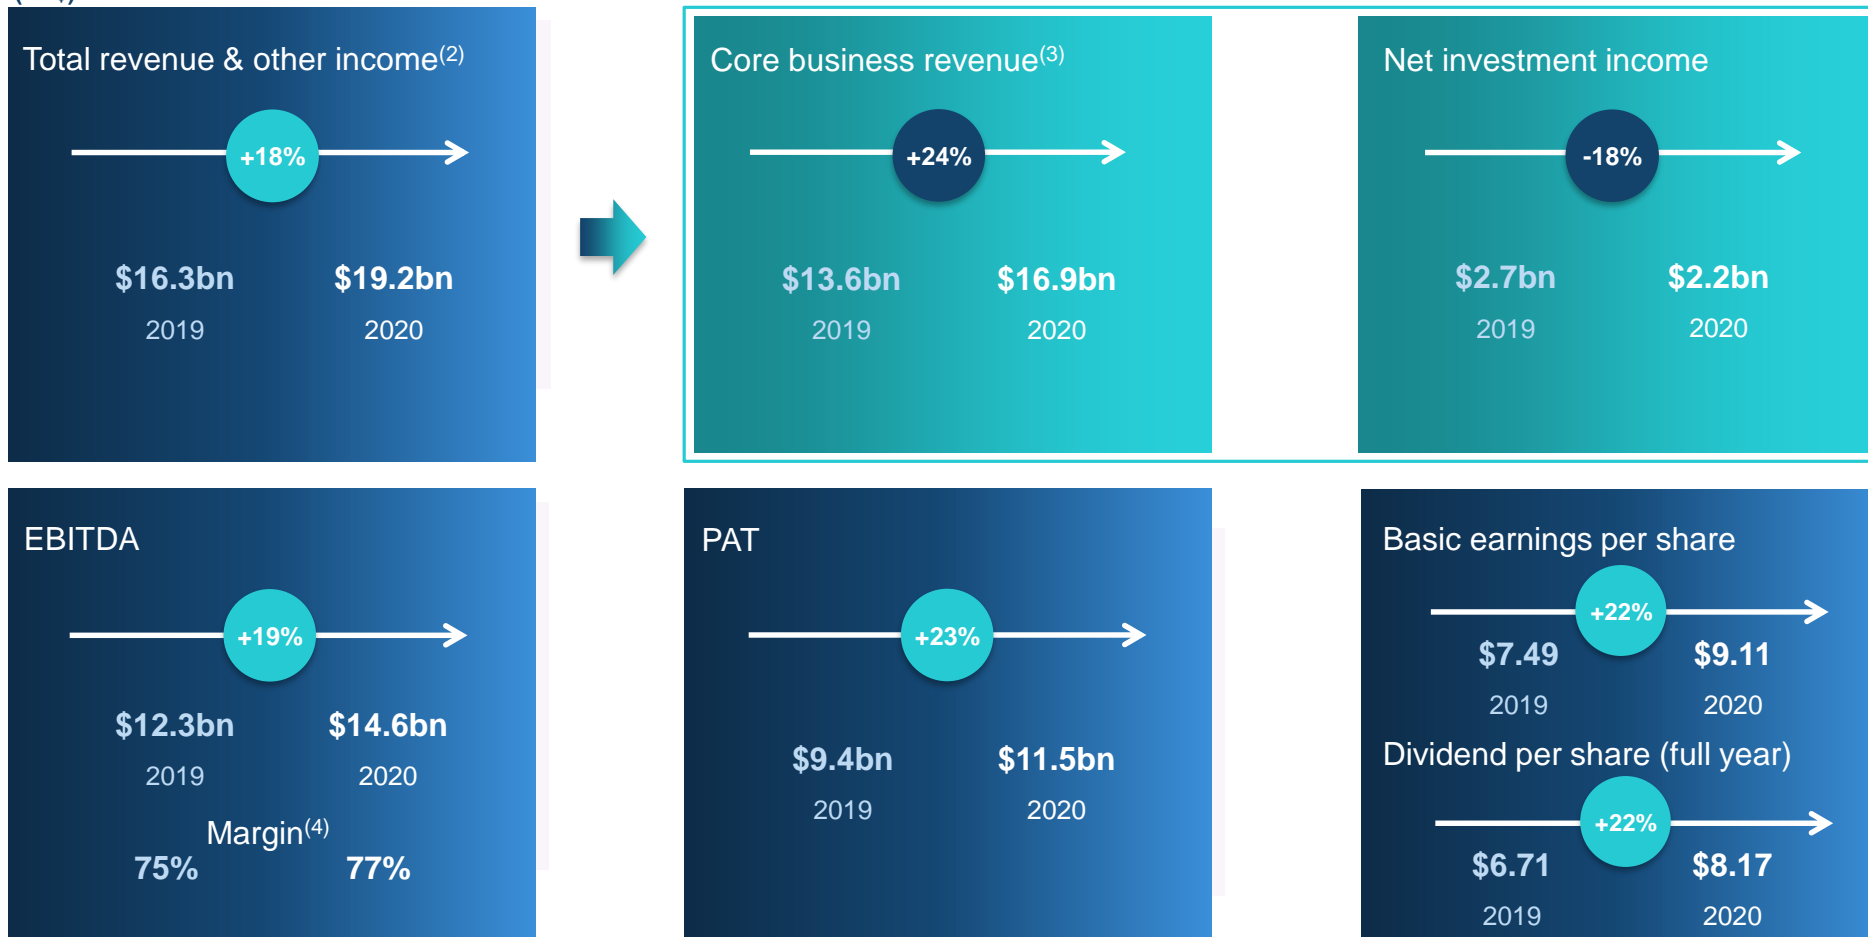 Total revenue & other income(2)
+18%
$16.3bn $19.2bn
2019 2020
Core business revenue(3)
+24%
$13.6bn $16.9bn
2019 2020
Net investment income
-18%
$2.7bn $2.2bn
2019 2020
EBITDA
+19%
$12.3bn $14.6bn
2019 2020
Margin(4)
75% 77%
PAT
+23%
$9.4bn $11.5bn
2019 2020
Basic earnings per share
+22%
$7.49 $9.11
2019 2020
Dividend per share (full year)
+22%
$6.71 $8.17
2019 2020